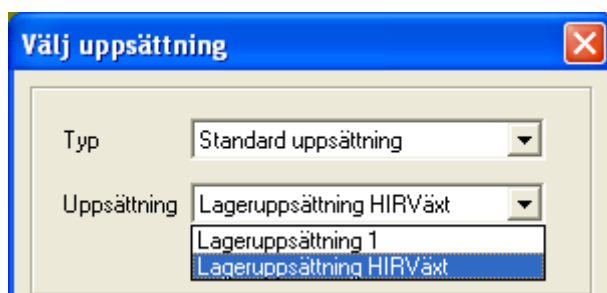 Välj uppsättning
Typ Standard uppsättning
Uppsättning Lageruppsättning HIRVäxt
Lageruppsättning 1
Lageruppsättning HIRVäxt